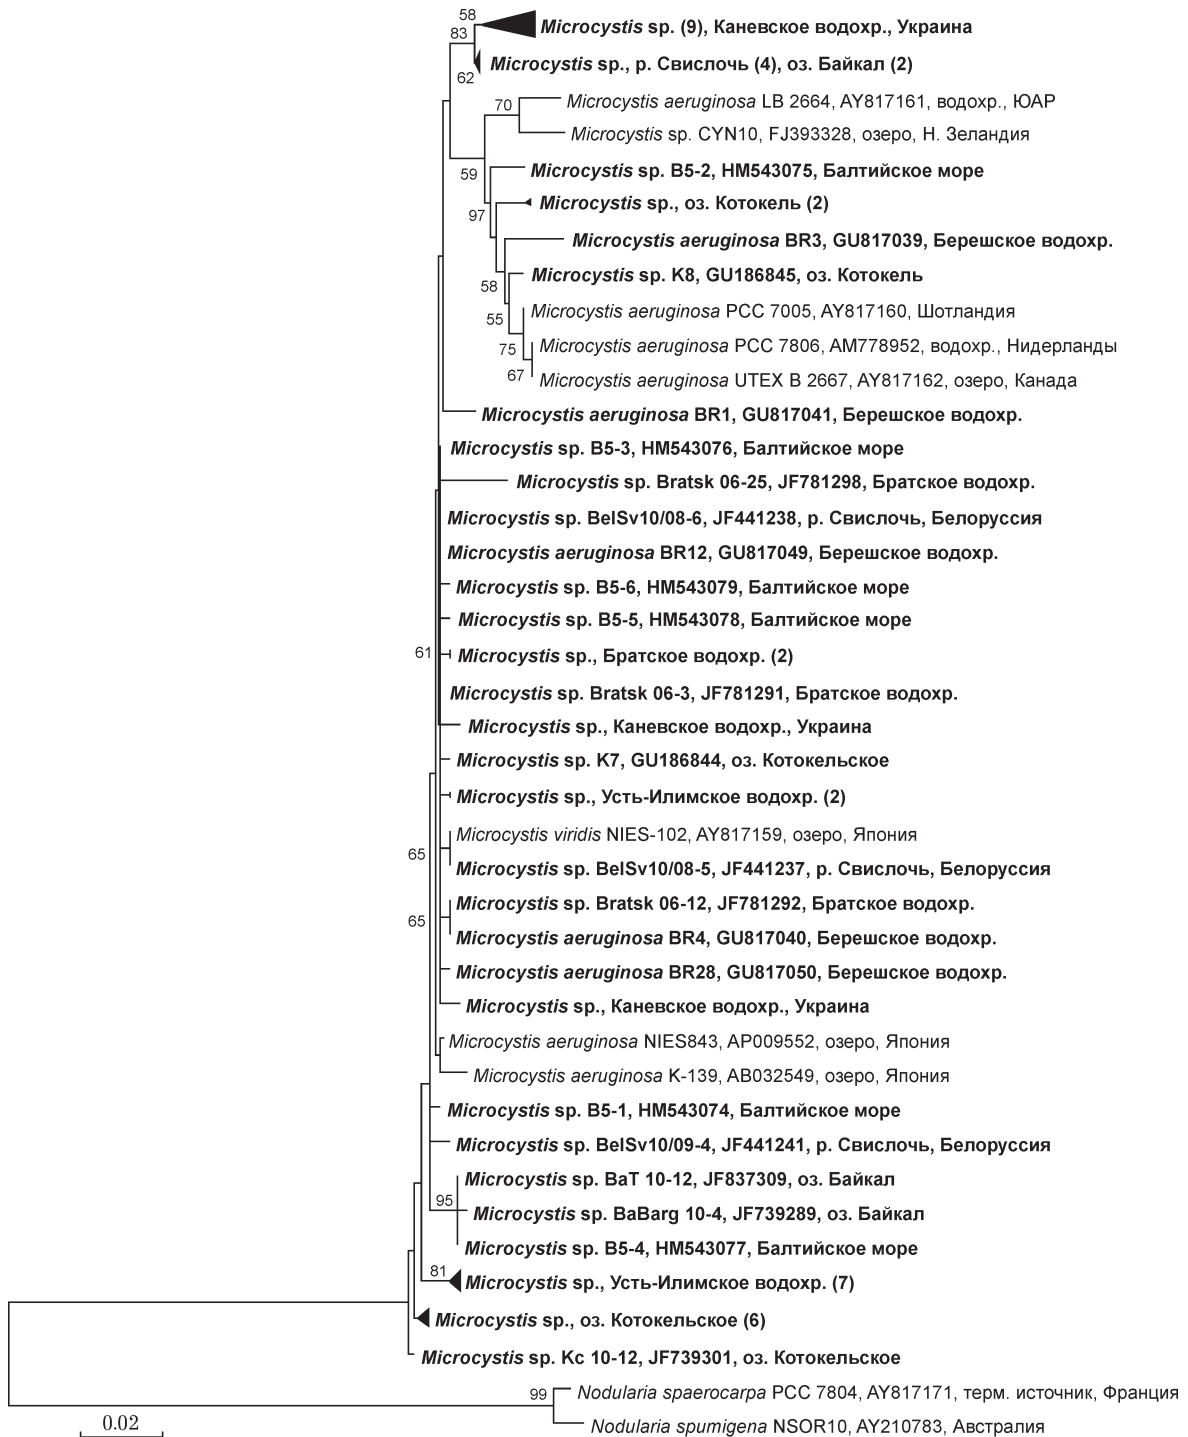 58
Microcystis sp. (9), Каневское водохр., Украина
83
Microcystis sp., р. Свислочь (4), оз. Байкал (2)
62
70
Microcystis aeruginosa LB 2664, AY817161, водохр., ЮАР
Microcystis sp. CYN10, FJ393328, озеро, Н. Зеландия
59
Microcystis sp. B5-2, HM543075, Балтийское море
Microcystis sp., оз. Котокель (2)
97
Microcystis aeruginosa BR3, GU817039, Берешское водохр.
Microcystis sp. K8, GU186845, оз. Котокель
58
Microcystis aeruginosa PCC 7005, AY817160, Шотландия
55
Microcystis aeruginosa PCC 7806, AM778952, водохр., Нидерланды
75
67
Microcystis aeruginosa UTEX B 2667, AY817162, озеро, Канада
Microcystis aeruginosa BR1, GU817041, Берешское водохр.
Microcystis sp. B5-3, HM543076, Балтийское море
Microcystis sp. Bratsk 06-25, JF781298, Братское водохр.
Microcystis sp. BelSv10/08-6, JF441238, р. Свислочь, Белоруссия
Microcystis aeruginosa BR12, GU817049, Берешское водохр.
Microcystis sp. B5-6, HM543079, Балтийское море
Microcystis sp. B5-5, HM543078, Балтийское море
61
Microcystis sp., Братское водохр. (2)
Microcystis sp. Bratsk 06-3, JF781291, Братское водохр.
Microcystis sp., Каневское водохр., Украина
Microcystis sp. K7, GU186844, оз. Котокельское
Microcystis sp., Усть-Илимское водохр. (2)
Microcystis viridis NIES-102, AY817159, озеро, Япония
65
Microcystis sp. BelSv10/08-5, JF441237, р. Свислочь, Белоруссия
Microcystis sp. Bratsk 06-12, JF781292, Братское водохр.
65
Microcystis aeruginosa BR4, GU817040, Берешское водохр.
Microcystis aeruginosa BR28, GU817050, Берешское водохр.
Microcystis sp., Каневское водохр., Украина
Microcystis aeruginosa NIES843, AP009552, озеро, Япония
Microcystis aeruginosa K-139, AB032549, озеро, Япония
Microcystis sp. B5-1, HM543074, Балтийское море
Microcystis sp. BelSv10/09-4, JF441241, р. Свислочь, Белоруссия
Microcystis sp. BaT 10-12, JF837309, оз. Байкал
95
Microcystis sp. BaBarg 10-4, JF739289, оз. Байкал
Microcystis sp. B5-4, HM543077, Балтийское море
81
Microcystis sp., Усть-Илимское водохр. (7)
Microcystis sp., оз. Котокельское (6)
Microcystis sp. Kc 10-12, JF739301, оз. Котокельское
99
Nodularia spaerocarpa PCC 7804, AY817171, терм. источник, Франция
Nodularia spumigena NSOR10, AY210783, Австралия
0.02